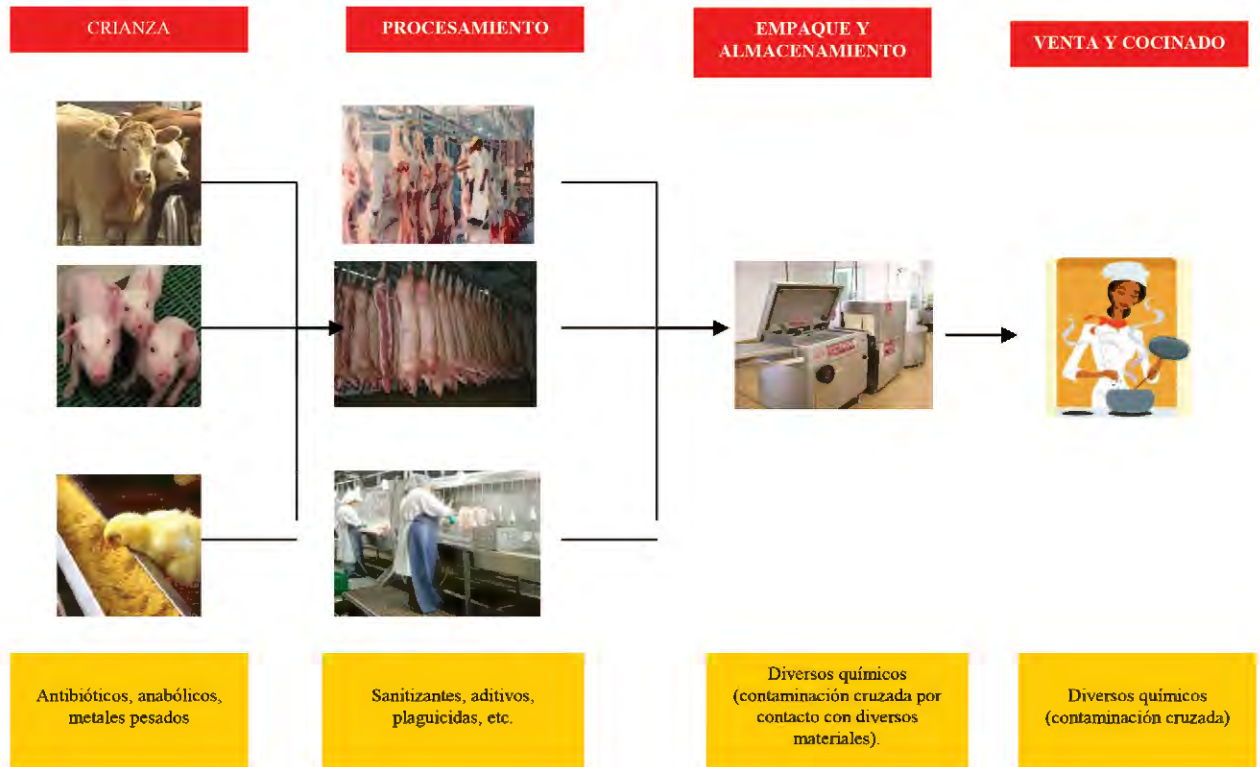 CRIANZA
PROCESAMIENTO
EMPAQUE Y
ALMACENAMIENTO
VENTA Y COCINADO
Antibióticos, anabólicos,
metales pesados
Sanitizantes, aditivos,
plaguicidas, etc.
Diversos químicos
(contaminación cruzada por
contacto con diversos
materiales).
Diversos químicos
(contaminación cruzada)